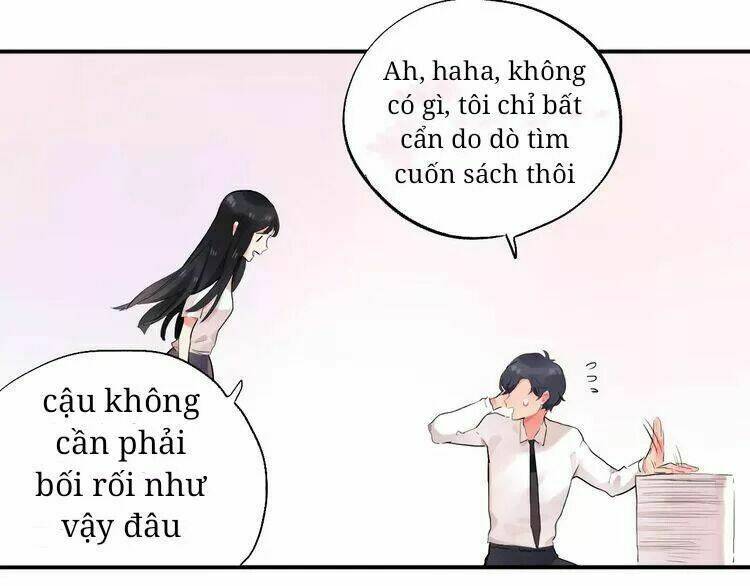 Ah, haha, không
có gì, tôi chỉ bất
cẩn do dò tìm
cuốn sách thôi
cậu không
cần phải
bối rối như
vậy đâu